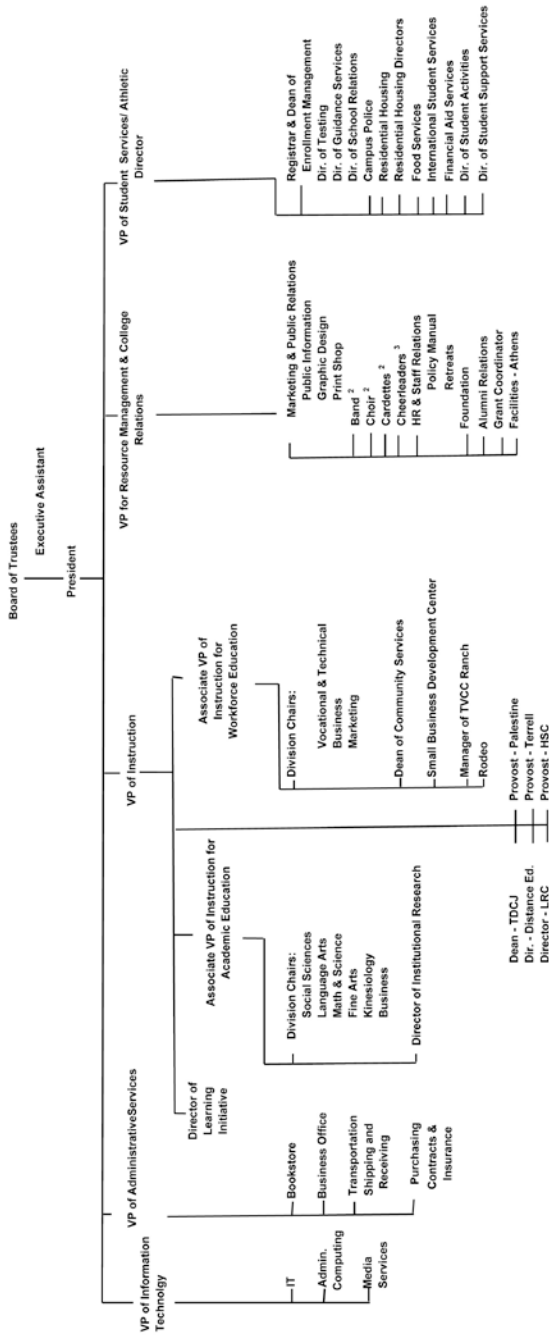 Board of Trustees
Executive Assistant
President
VP of Information
Technolgy
IT
Admin.
Computing
Media
Services
VP of AdministrativeServices
Bookstore
Business Office
Transportation
Shipping and
Receiving
Purchasing
Contracts &
Insurance
VP of Instruction
Director of
Learning
Initiative
Associate VP of Instruction for
Academic Education
Division Chairs:
Social Sciences
Language Arts
Math & Science
Fine Arts
Kinesiology
Business
Director of Institutional Research
Associate VP of
Instruction for
Workforce Education
Division Chairs:
Vocational & Technical
Business
Marketing
Dean of Community Services
Small Business Development Center
Manager of TVCC Ranch
Rodeo
Dean - TDCJ
Dir. - Distance Ed.
Director - LRC
Provost - Palestine
Provost - Terrell
Provost - HSC
VP for Resource Management & College
Relations
Marketing & Public Relations
Public Information
Graphic Design
Print Shop
Band 2
Choir 2
Cardettes 2
Cheerleaders 3
HR & Staff Relations
Policy Manual
Retreats
Foundation
Alumni Relations
Grant Coordinator
Facilities - Athens
VP of Student Services/ Athletic
Director
Registrar & Dean of
Enrollment Management
Dir. of Testing
Dir. of Guidance Services
Dir. of School Relations
Campus Police
Residential Housing
Residential Housing Directors
Food Services
International Student Services
Financial Aid Services
Dir. of Student Activities
Dir. of Student Support Services